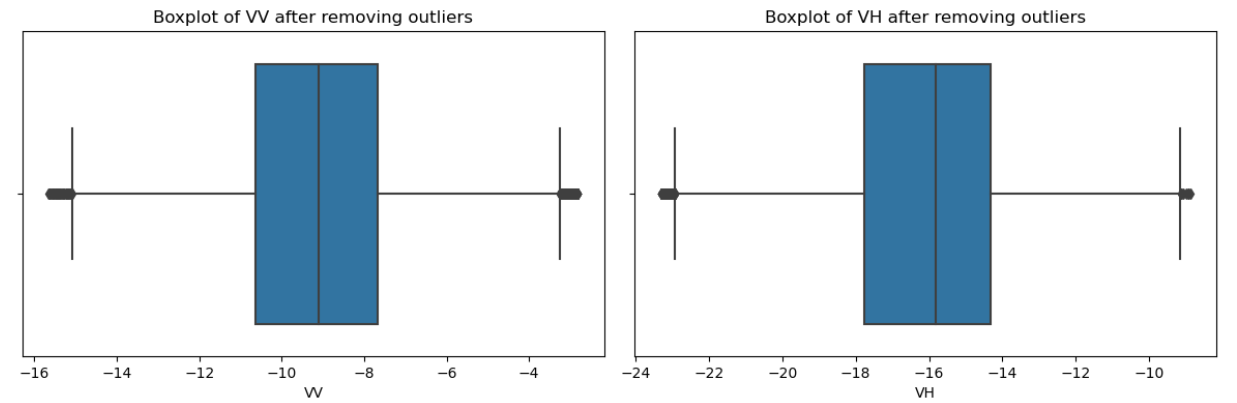 Boxplot of VV after removing outliers
−16 −14 −12 −10 −8 −6 −4
VV
Boxplot of VH after removing outliers
−24 −22 −20 −18 −16 −14 −12 −10
VH